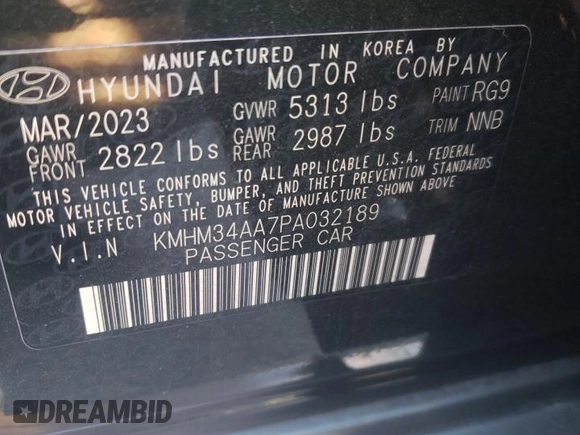 MANUFACTURED IN KOREA BY
HYUNDAI MOTOR COMPANY
MAR/2023 GVWR 5313 lbs PAINT RG9
GAWR FRONT 2822 lbs GAWR REAR 2987 lbs TRIM NNB
THIS VEHICLE CONFORMS TO ALL APPLICABLE U.S.A. FEDERAL
MOTOR VEHICLE SAFETY, BUMPER, AND THEFT PREVENTION STANDARDS
IN EFFECT ON THE DATE OF MANUFACTURE SHOWN ABOVE
V.I.N KMHM34AA7PA032189
PASSENGER CAR
DREAMBID